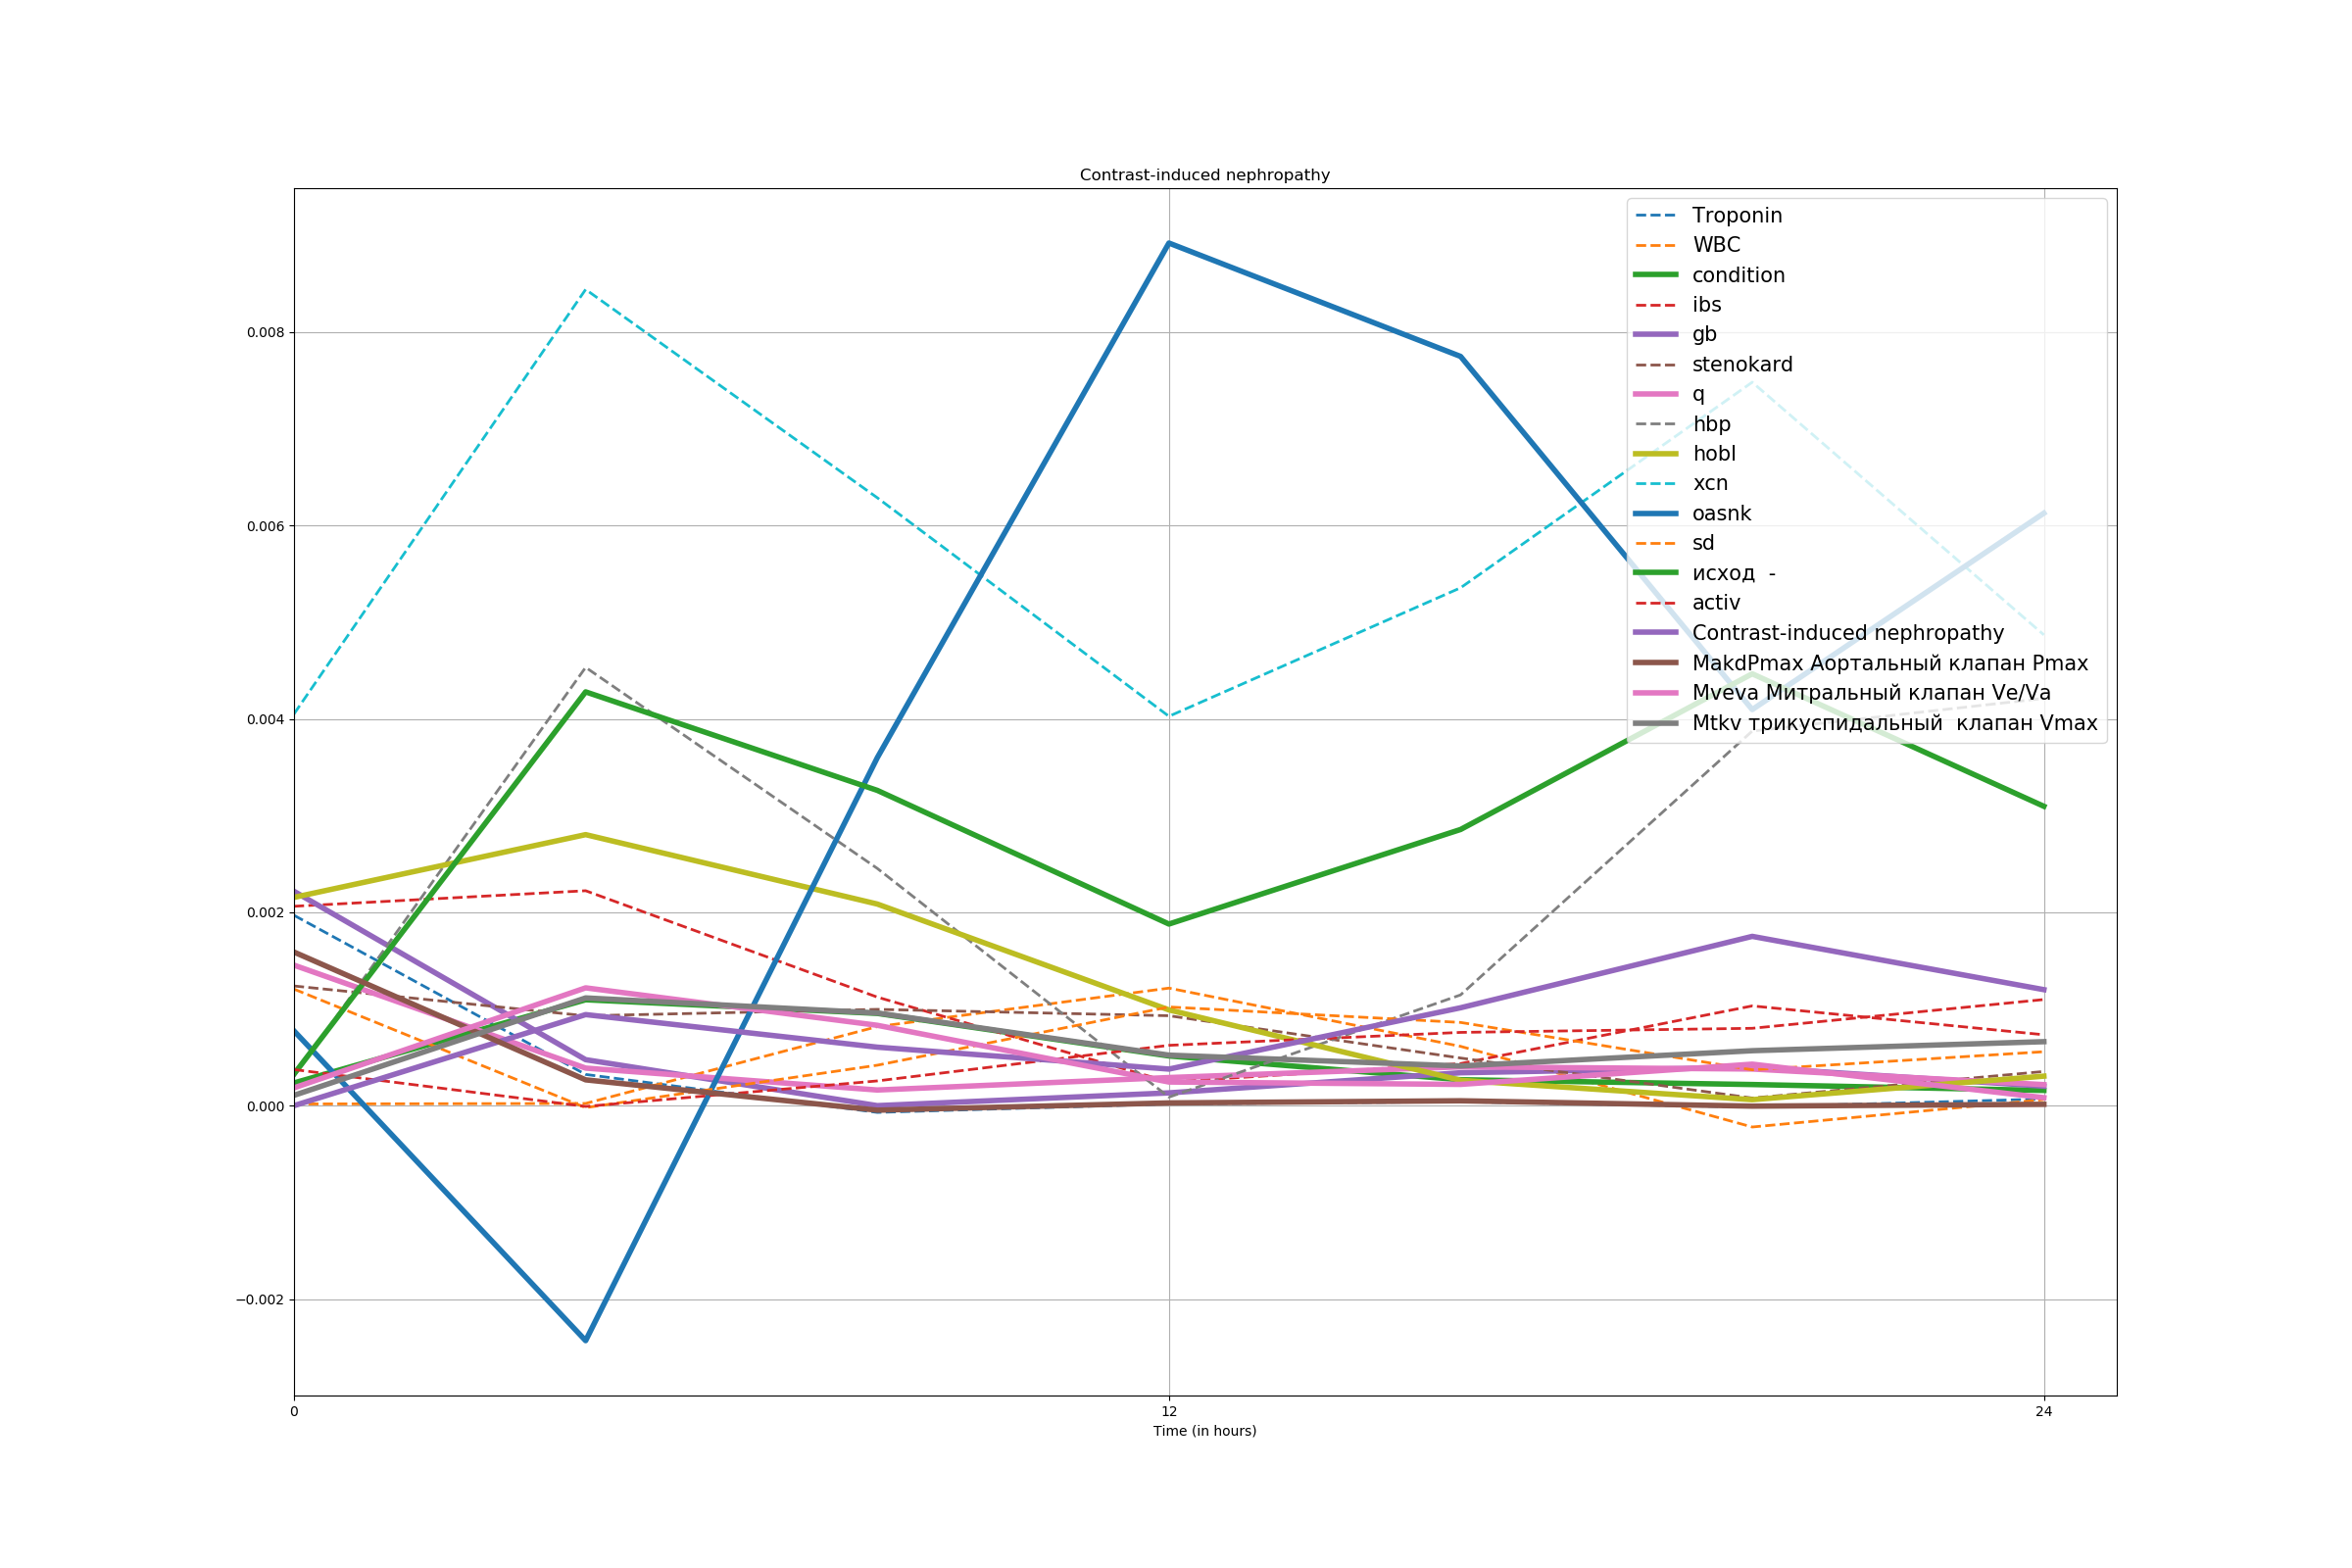 Contrast-induced nephropathy
Troponin
WBC
condition
ibs
gb
stenokard
q
hbp
hobl
xcn
oasnk
sd
исход  -
activ
Contrast-induced nephropathy
MakdPmax Аортальный клапан Pmax
Mveva Митральный клапан Ve/Va
Mtkv трикуспидальный  клапан Vmax
0.008
0.006
0.004
0.002
0.000
−0.002
0
12
24
Time (in hours)